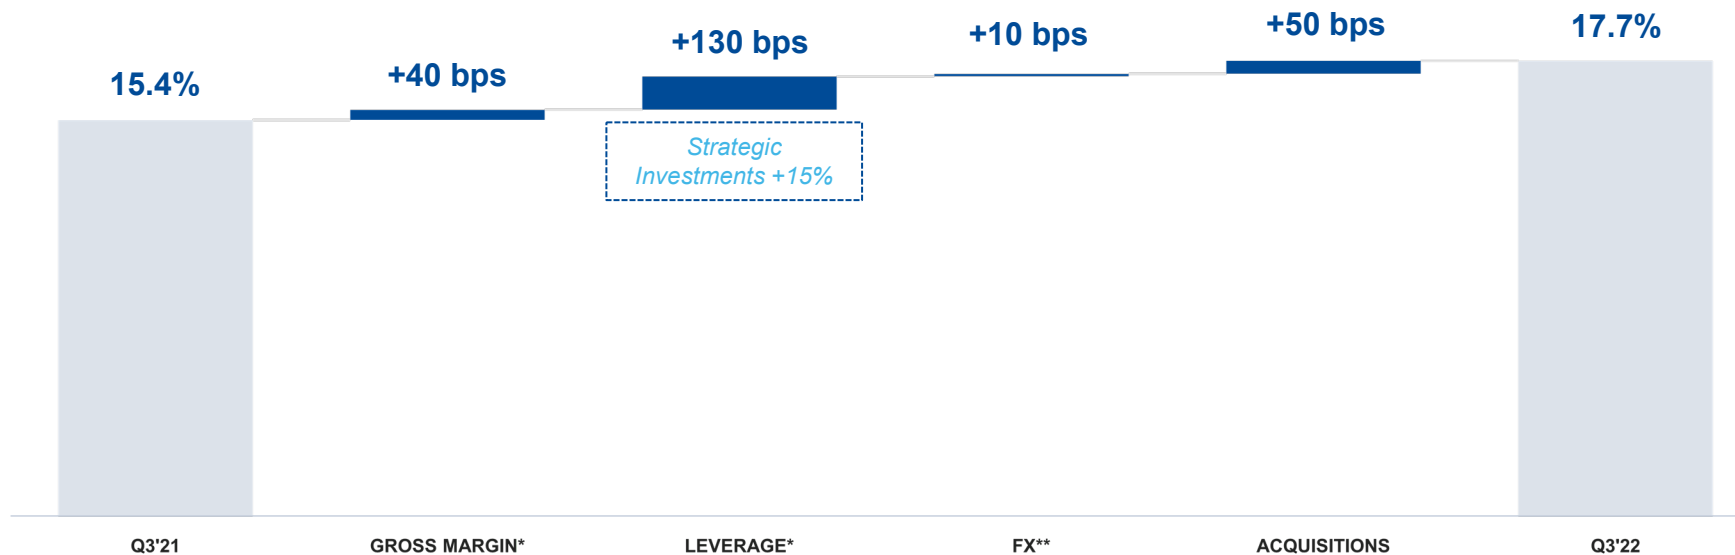 15.4%
+40 bps
+130 bps
+10 bps
+50 bps
17.7%
Strategic
Investments +15%
Q3'21
GROSS MARGIN*
LEVERAGE*
FX**
ACQUISITIONS
Q3'22